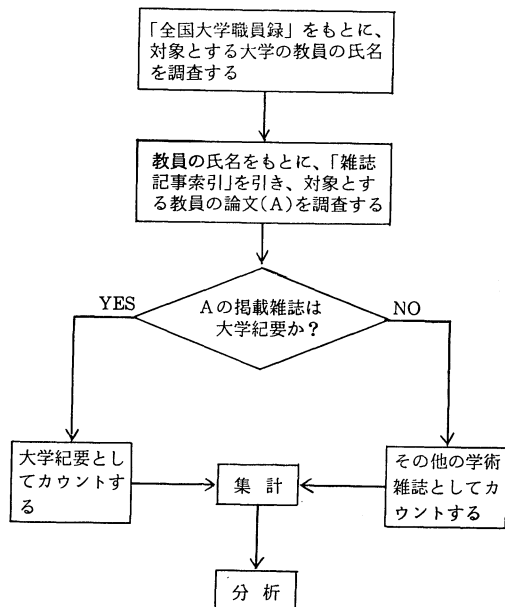 「全国大学職員録」をもとに、
対象とする大学の教員の氏名
を調査する
教員の氏名をもとに、「雑誌
記事索引」を引き、対象とす
る教員の論文(A)を調査する
Aの掲載雑誌は
大学紀要か？
YES
NO
大学紀要とし
てカウントす
る
その他の学術
雑誌としてカ
ウントする
集 計
分 析